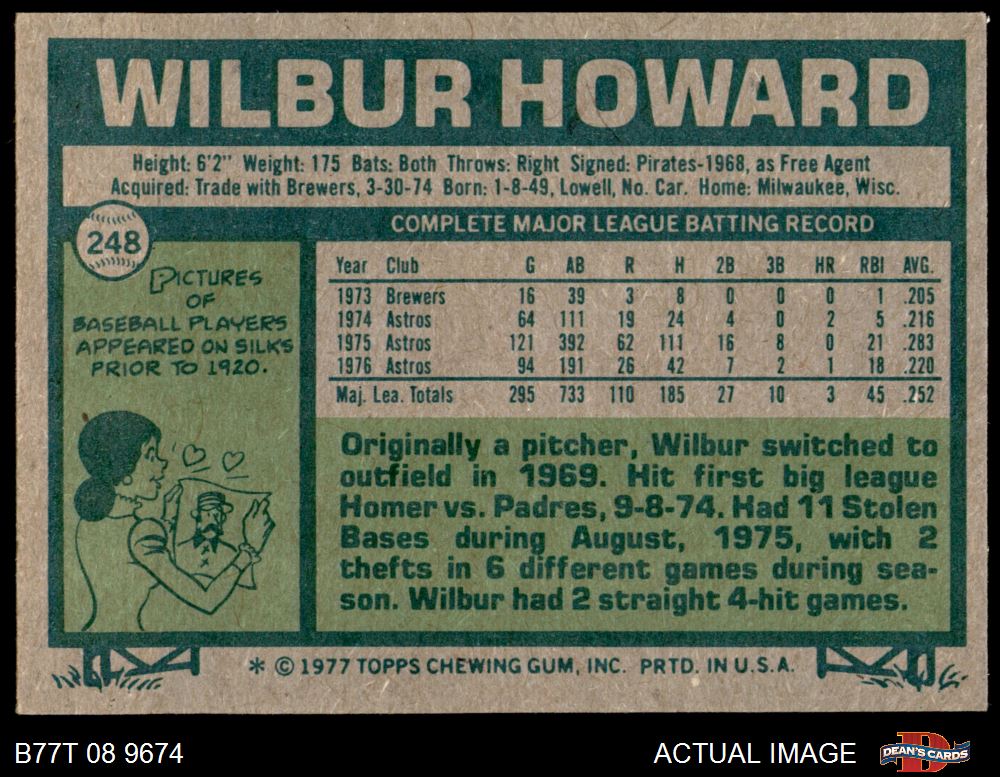 WILBUR HOWARD
Height: 6'2" Weight: 175 Bats: Both Throws: Right Signed: Pirates-1968, as Free Agent
Acquired: Trade with Brewers, 3-30-74 Born: 1-8-49, Lowell, No. Car. Home: Milwaukee, Wisc.
248
PICTURES
OF
BASEBALL PLAYERS
APPEARED ON SILKS
PRIOR TO 1920.
COMPLETE MAJOR LEAGUE BATTING RECORD
Year Club G AB R H 2B 3B HR RBI AVG.
1973 Brewers 16 39 3 8 0 0 0 1 .205
1974 Astros 64 111 19 24 4 0 2 5 .216
1975 Astros 121 392 62 111 16 8 0 21 .283
1976 Astros 94 191 26 42 7 2 1 18 .220
Maj. Lea. Totals 295 733 110 185 27 10 3 45 .252
Originally a pitcher, Wilbur switched to
outfield in 1969. Hit first big league
Homer vs. Padres, 9-8-74. Had 11 Stolen
Bases during August, 1975, with 2
thefts in 6 different games during sea-
son. Wilbur had 2 straight 4-hit games.
* © 1977 TOPPS CHEWING GUM, INC. PRTD. IN U.S.A.
B77T 08 9674
ACTUAL IMAGE
DEAN'S CARDS